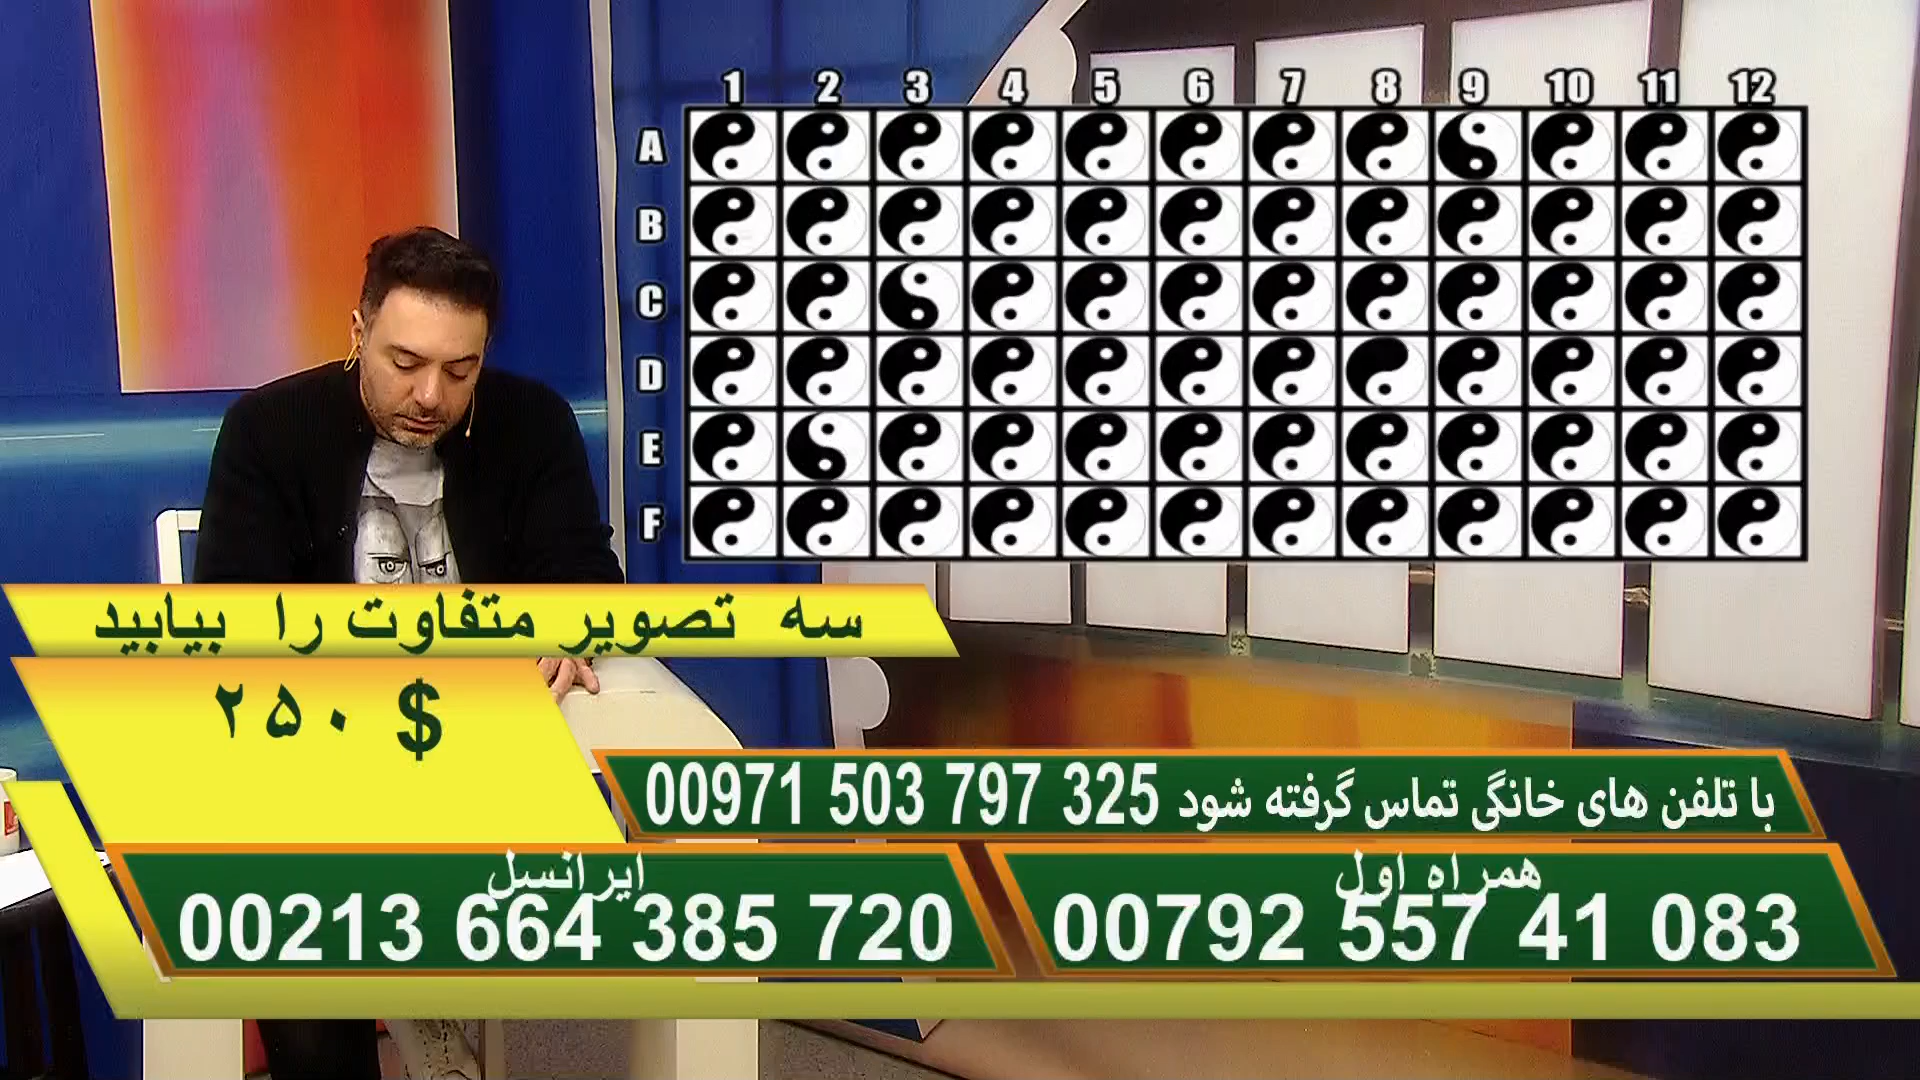 1 2 3 4 5 6 7 8 9 10 11 12
A
B
C
D
E
F
سه تصویر متفاوت را بیابید
۲۵۰ $
با تلفن های خانگی تماس گرفته شود 00971 503 797 325
ایرانسل
00213 664 385 720
همراه اول
00792 557 41 083